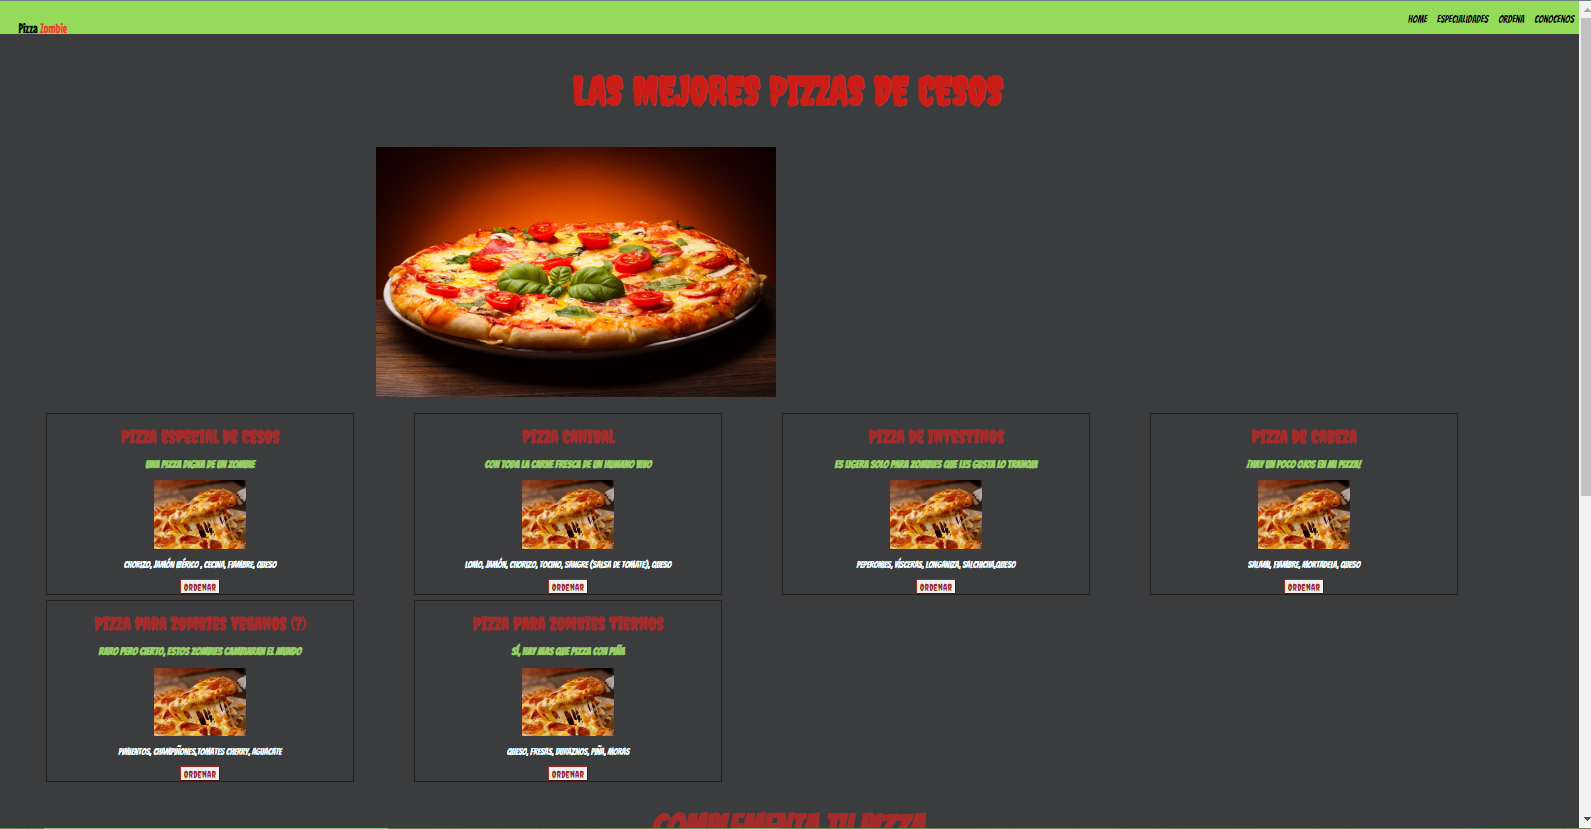 Pizza Zombie
HOME ESPECIALIDADES ORDENA CONOCENOS
LAS MEJORES PIZZAS DE CESOS
PIZZA ESPECIAL DE CESOS
UNA PIZZA DIGNA DE UN ZOMBIE
CHORIZO, JAMÓN IBÉRICO , CECINA, FIAMBRE, QUESO
ORDENAR
PIZZA CANIBAL
CON TODA LA CARNE FRESCA DE UN HUMANO VIVO
LOMO, JAMÓN, CHORIZO, TOCINO, SANGRE (SALSA DE TOMATE), QUESO
ORDENAR
PIZZA DE INTESTINOS
ES LIGERA SOLO PARA ZOMBIES QUE LES GUSTA LO TRANQUI
PEPERONIES, VÍSCERAS, LONGANIZA, SALCHICHA,QUESO
ORDENAR
PIZZA DE CABEZA
¡HAY UN POCO OJOS EN MI PIZZA!
SALAMI, FIAMBRE, MORTADELA, QUESO
ORDENAR
PIZZA PARA ZOMBIES VEGANOS (?)
RARO PERO CIERTO, ESTOS ZOMBIES CAMBIARAN EL MUNDO
PIMIENTOS, CHAMPIÑONES,TOMATES CHERRY, AGUACATE
ORDENAR
PIZZA PARA ZOMBIES TIERNOS
SÍ, HAY MAS QUE PIZZA CON PIÑA
QUESO, FRESAS, DURAZNOS, PIÑA, MORAS
ORDENAR
COMPLEMENTA TU PIZZA